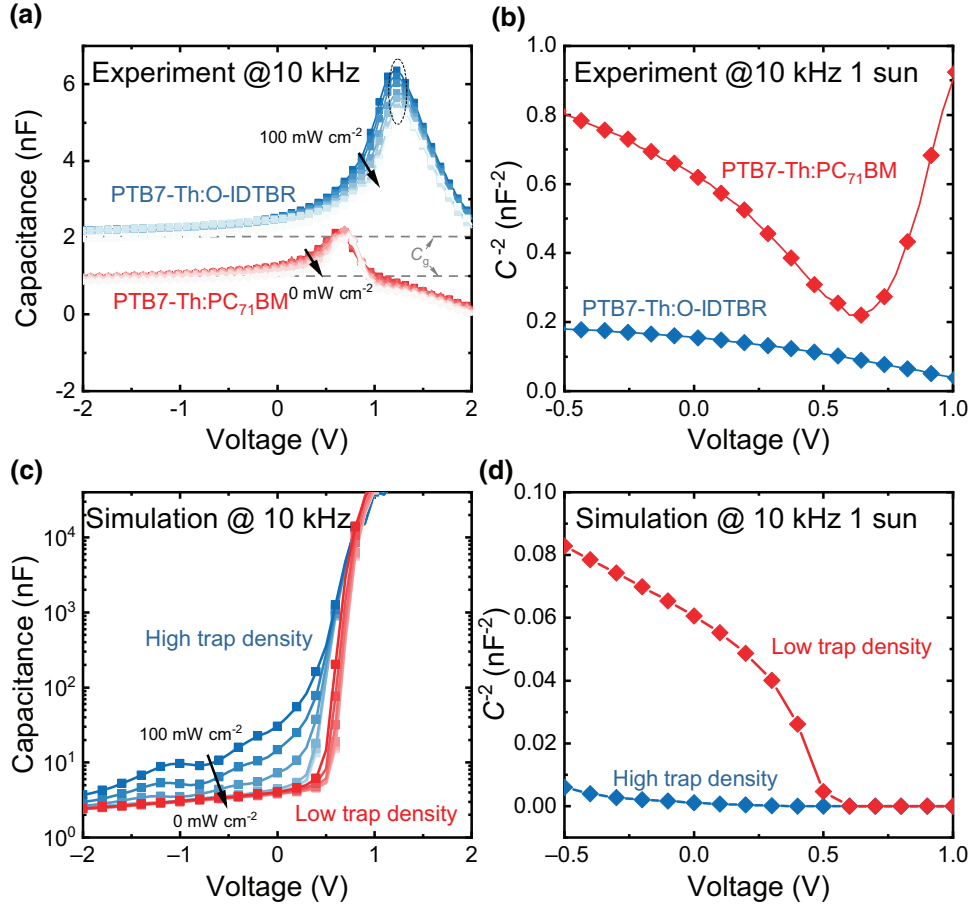 (a)
Experiment @10 kHz
100 mW cm⁻²
PTB7-Th:O-IDTBR
C_g
0 mW cm⁻²
PTB7-Th:PC₇₁BM
Capacitance (nF)
6
4
2
0
-2
-2
-1
0
1
2
Voltage (V)
(b)
Experiment @10 kHz 1 sun
PTB7-Th:PC₇₁BM
PTB7-Th:O-IDTBR
C⁻² (nF⁻²)
1.0
0.8
0.6
0.4
0.2
0.0
-0.5
0.0
0.5
1.0
Voltage (V)
(c)
Simulation @ 10 kHz
High trap density
100 mW cm⁻²
0 mW cm⁻²
Low trap density
Capacitance (nF)
10⁴
10³
10²
10¹
10⁰
−2
−1
0
1
2
Voltage (V)
(d)
Simulation @ 10 kHz 1 sun
Low trap density
High trap density
C⁻² (nF⁻²)
0.10
0.08
0.06
0.04
0.02
0.00
−0.5
0.0
0.5
1.0
Voltage (V)